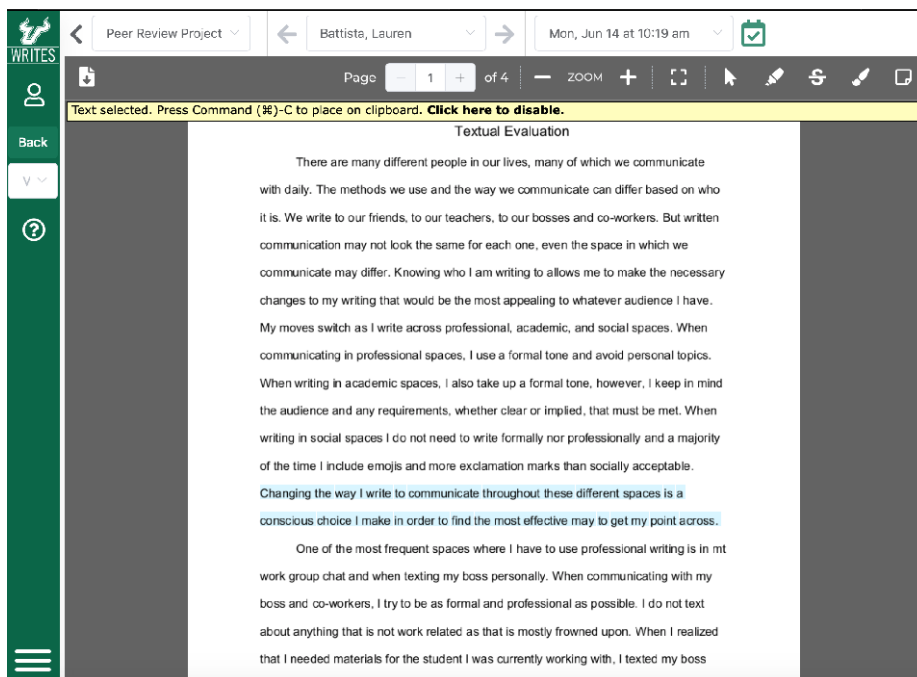 WRITES
Peer Review Project
Battista, Lauren
Mon, Jun 14 at 10:19 am
Page 1 of 4 ZOOM
Text selected. Press Command (⌘)-C to place on clipboard. Click here to disable.
Back
V
Textual Evaluation
There are many different people in our lives, many of which we communicate
with daily. The methods we use and the way we communicate can differ based on who
it is. We write to our friends, to our teachers, to our bosses and co-workers. But written
communication may not look the same for each one, even the space in which we
communicate may differ. Knowing who I am writing to allows me to make the necessary
changes to my writing that would be the most appealing to whatever audience I have.
My moves switch as I write across professional, academic, and social spaces. When
communicating in professional spaces, I use a formal tone and avoid personal topics.
When writing in academic spaces, I also take up a formal tone, however, I keep in mind
the audience and any requirements, whether clear or implied, that must be met. When
writing in social spaces I do not need to write formally nor professionally and a majority
of the time I include emojis and more exclamation marks than socially acceptable.
Changing the way I write to communicate throughout these different spaces is a
conscious choice I make in order to find the most effective may to get my point across.
One of the most frequent spaces where I have to use professional writing is in mt
work group chat and when texting my boss personally. When communicating with my
boss and co-workers, I try to be as formal and professional as possible. I do not text
about anything that is not work related as that is mostly frowned upon. When I realized
that I needed materials for the student I was currently working with, I texted my boss